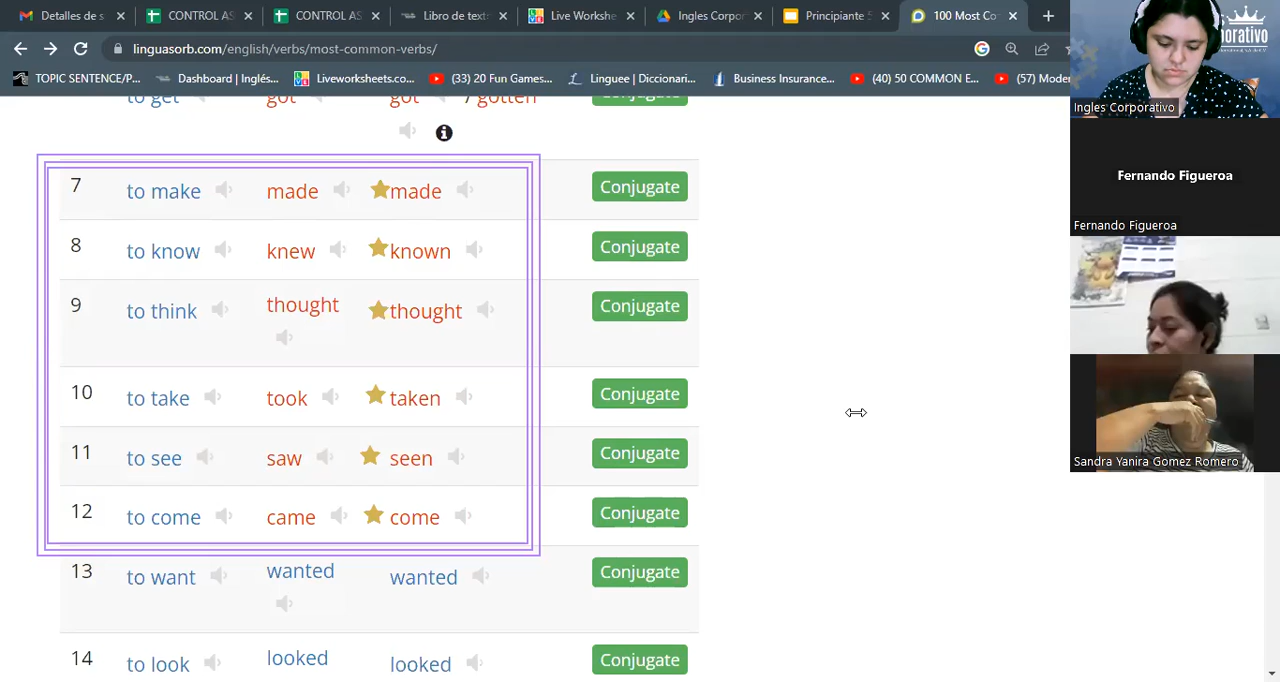 Detalles de s
CONTROL AS
CONTROL AS
Libro de text
Live Workshe
Ingles Corpor
Principiante 5
100 Most Co
linguasorb.com/english/verbs/most-common-verbs/
TOPIC SENTENCE/P...
Dashboard | Inglés...
Liveworksheets.co...
(33) 20 Fun Games...
Linguee | Diccionari...
Business Insurance...
(40) 50 COMMON E...
(57) Moder
to get got got / gotten Conjugate
7 to make made made Conjugate
8 to know knew known Conjugate
9 to think thought thought Conjugate
10 to take took taken Conjugate
11 to see saw seen Conjugate
12 to come came come Conjugate
13 to want wanted wanted Conjugate
14 to look looked looked Conjugate
Ingles Corporativo
Fernando Figueroa
Fernando Figueroa
Sandra Yanira Gomez Romero